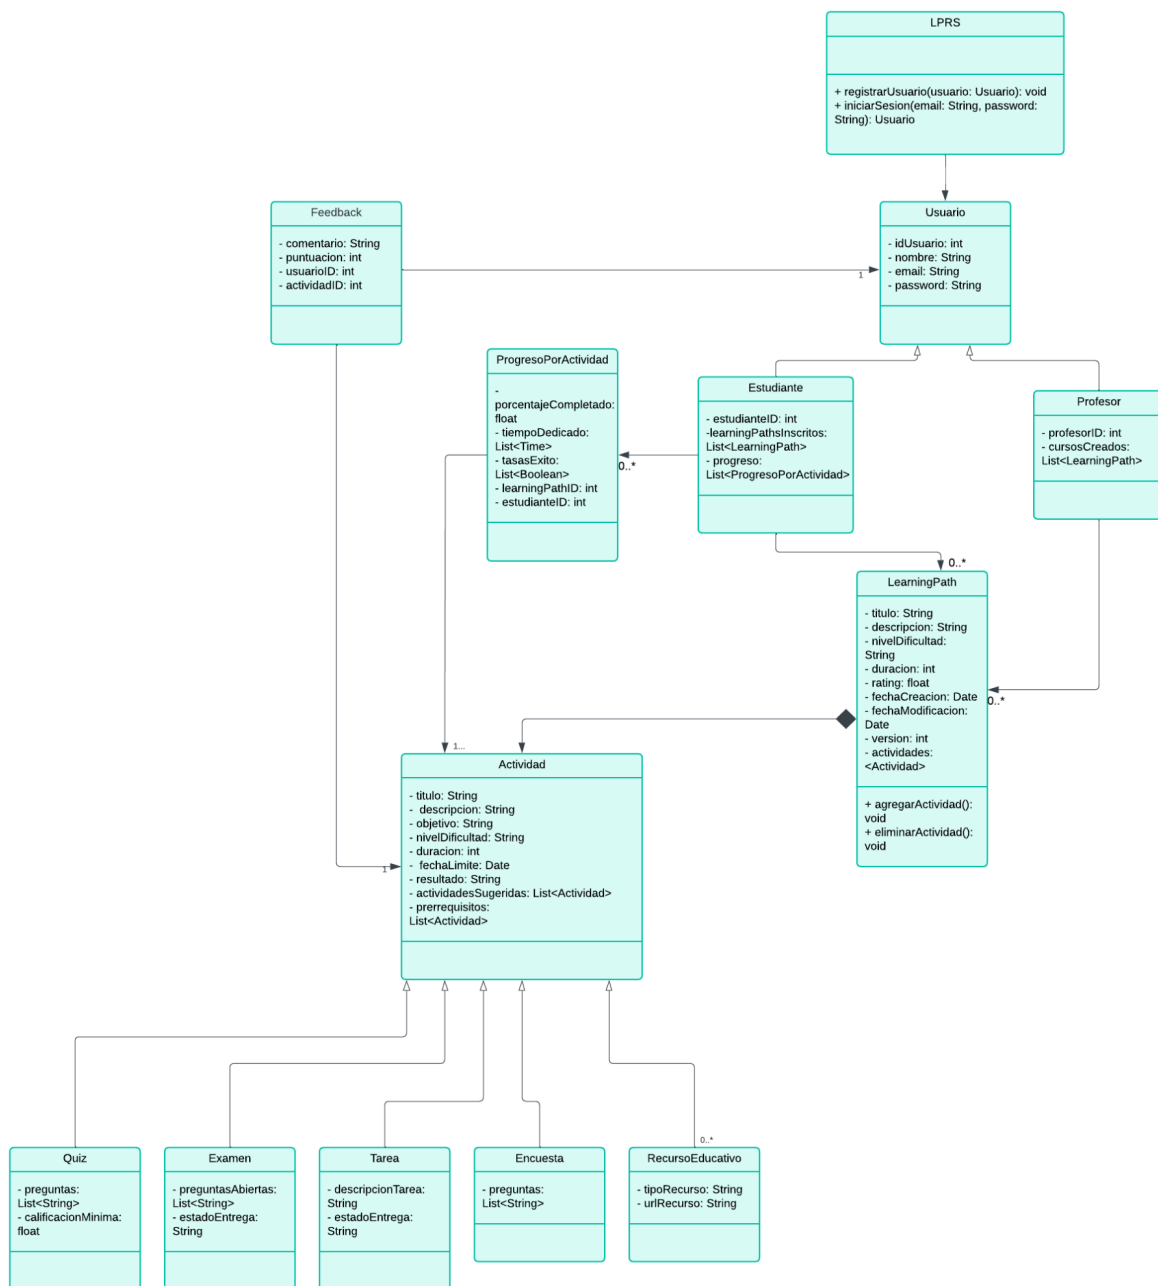 LPRS
+ registrarUsuario(usuario: Usuario): void
+ iniciarSesion(email: String, password:
String): Usuario
Feedback
- comentario: String
- puntuacion: int
- usuarioID: int
- actividadID: int
1
Usuario
- idUsuario: int
- nombre: String
- email: String
- password: String
ProgresoPorActividad
-
porcentajeCompletado:
float
- tiempoDedicado:
List<Time>
- tasasExito:
List<Boolean>
- learningPathID: int
- estudianteID: int
0..*
Estudiante
- estudianteID: int
-learningPathsInscritos:
List<LearningPath>
- progreso:
List<ProgresoPorActividad>
Profesor
- profesorID: int
- cursosCreados:
List<LearningPath>
0..*
LearningPath
- titulo: String
- descripcion: String
- nivelDificultad:
String
- duracion: int
- rating: float
- fechaCreacion: Date
- fechaModificacion:
Date
- version: int
- actividades:
<Actividad>
+ agregarActividad():
void
+ eliminarActividad():
void
0..*
1...
Actividad
- titulo: String
- descripcion: String
- objetivo: String
- nivelDificultad: String
- duracion: int
- fechaLimite: Date
- resultado: String
- actividadesSugeridas: List<Actividad>
- prerrequisitos:
List<Actividad>
1
0..*
Quiz
- preguntas:
List<String>
- calificacionMinima:
float
Examen
- preguntasAbiertas:
List<String>
- estadoEntrega:
String
Tarea
- descripcionTarea:
String
- estadoEntrega:
String
Encuesta
- preguntas:
List<String>
RecursoEducativo
- tipoRecurso: String
- urlRecurso: String